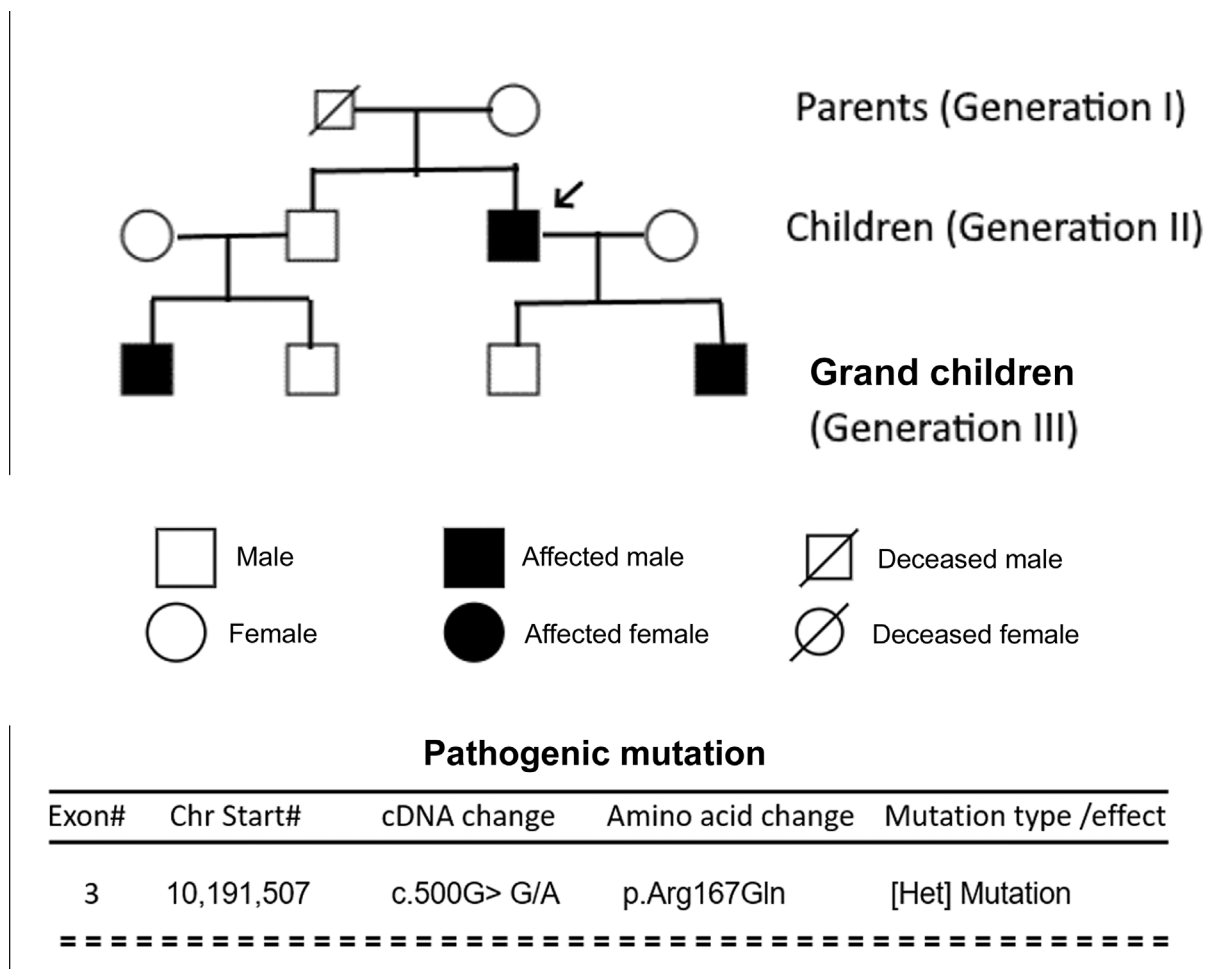 Parents (Generation I)
Children (Generation II)
Grand children
(Generation III)
Male
Affected male
Deceased male
Female
Affected female
Deceased female
Pathogenic mutation
Exon# Chr Start# cDNA change Amino acid change Mutation type /effect
3 10,191,507 c.500G> G/A p.Arg167Gln [Het] Mutation